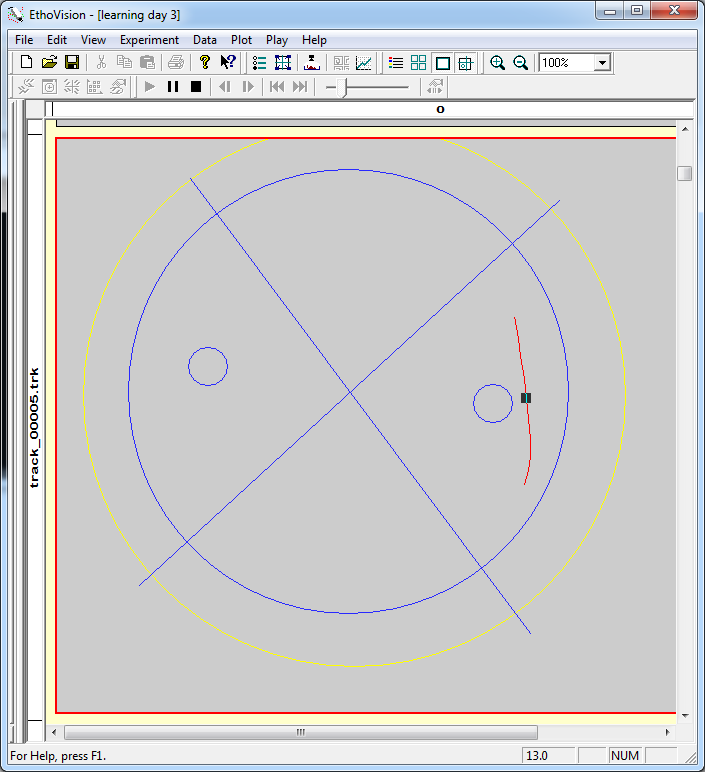 EthoVision - [learning day 3]
File Edit View Experiment Data Plot Play Help
100%
o
track_00005.trk
For Help, press F1.
13.0
NUM